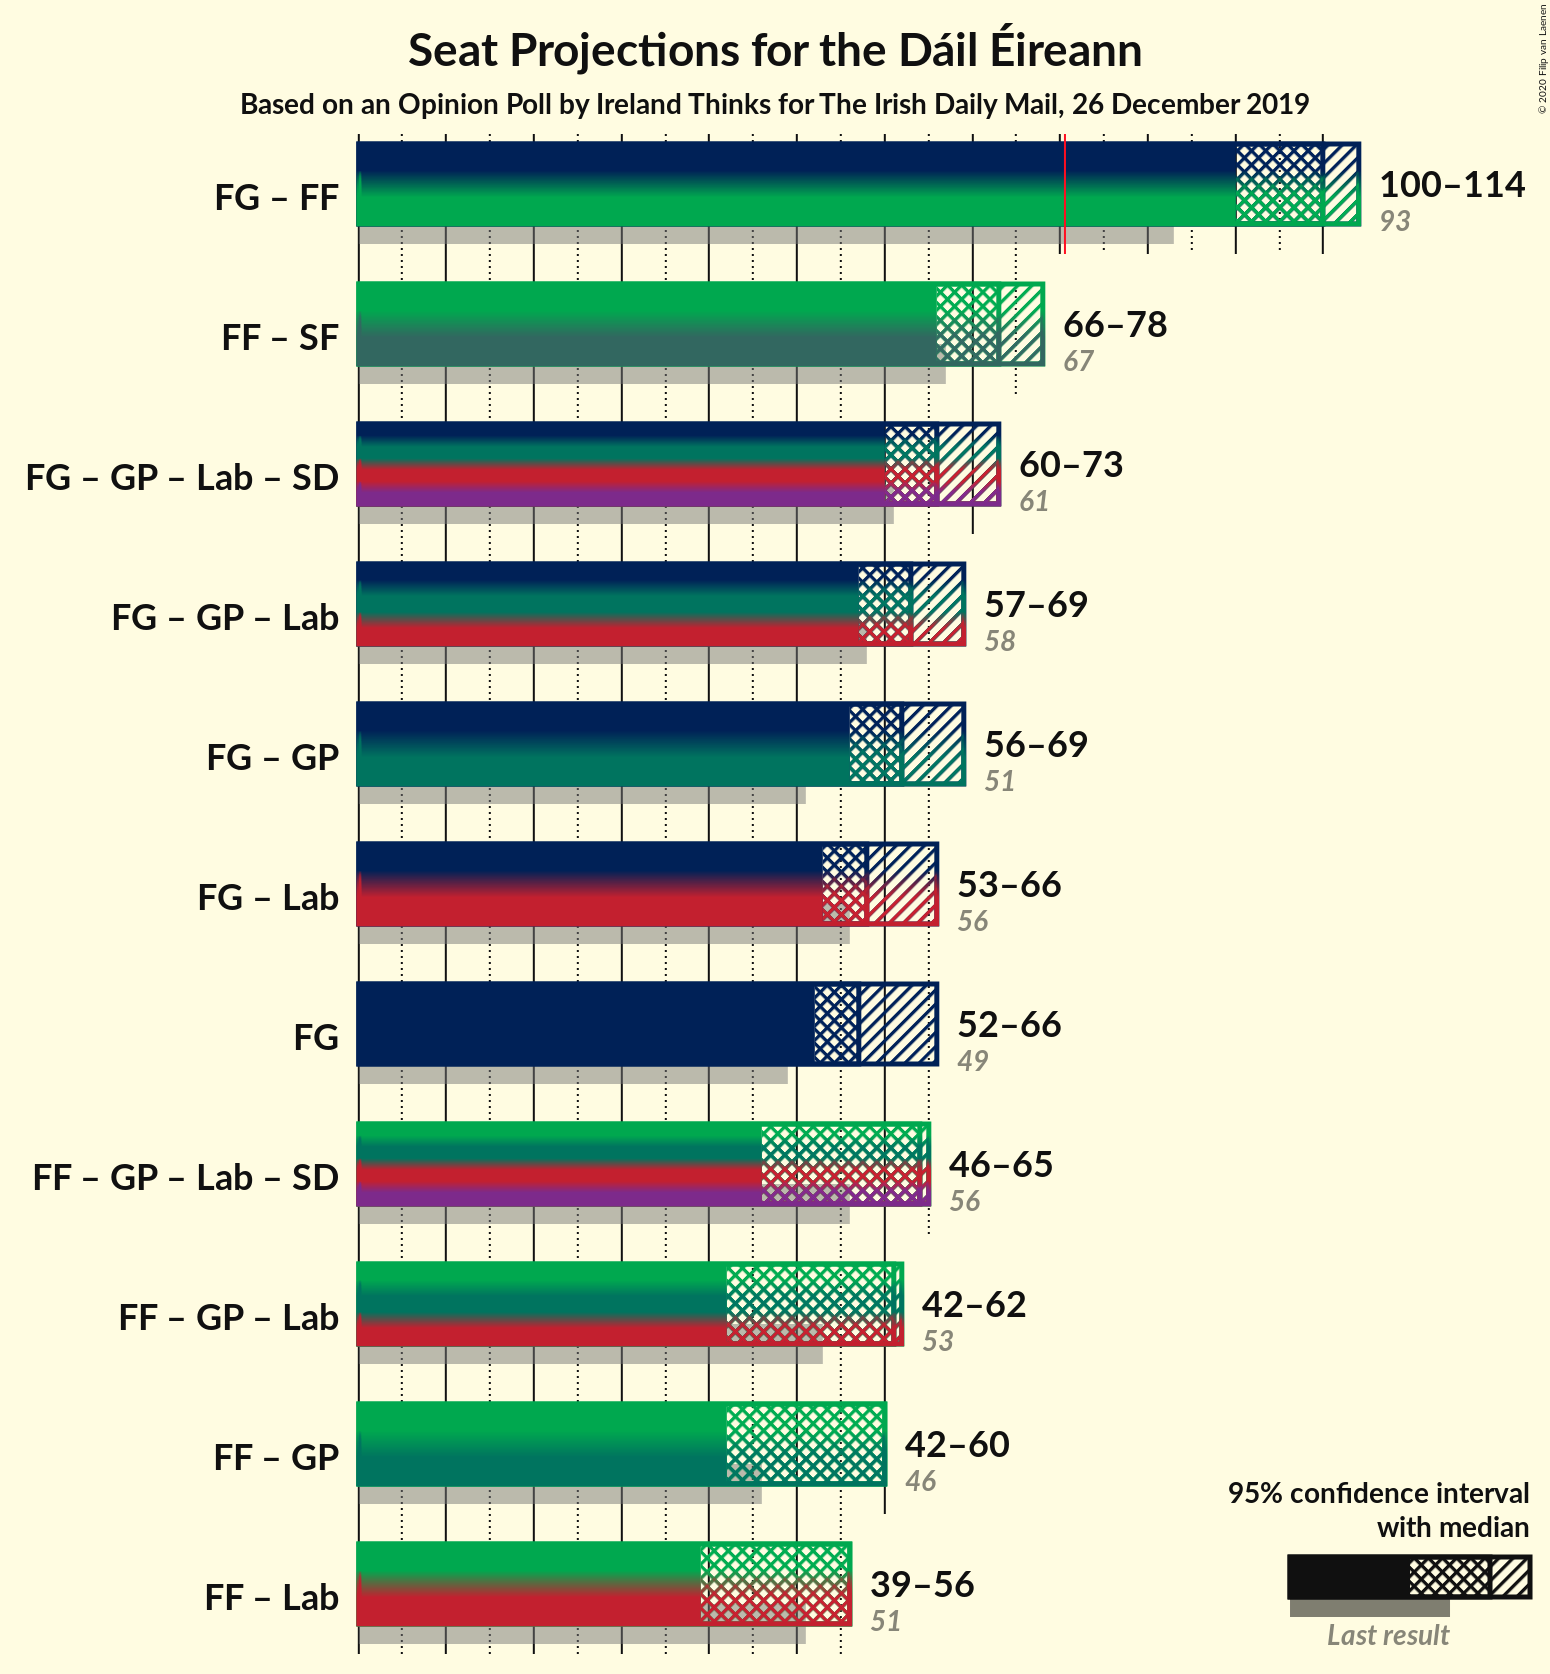 Seat Projections for the Dáil Éireann
Based on an Opinion Poll by Ireland Thinks for The Irish Daily Mail, 26 December 2019
© 2020 Filip van Laenen
FG – FF
100–114
93
FF – SF
66–78
67
FG – GP – Lab – SD
60–73
61
FG – GP – Lab
57–69
58
FG – GP
56–69
51
FG – Lab
53–66
56
FG
52–66
49
FF – GP – Lab – SD
46–65
56
FF – GP – Lab
42–62
53
FF – GP
42–60
46
FF – Lab
39–56
51
95% confidence interval
with median
Last result